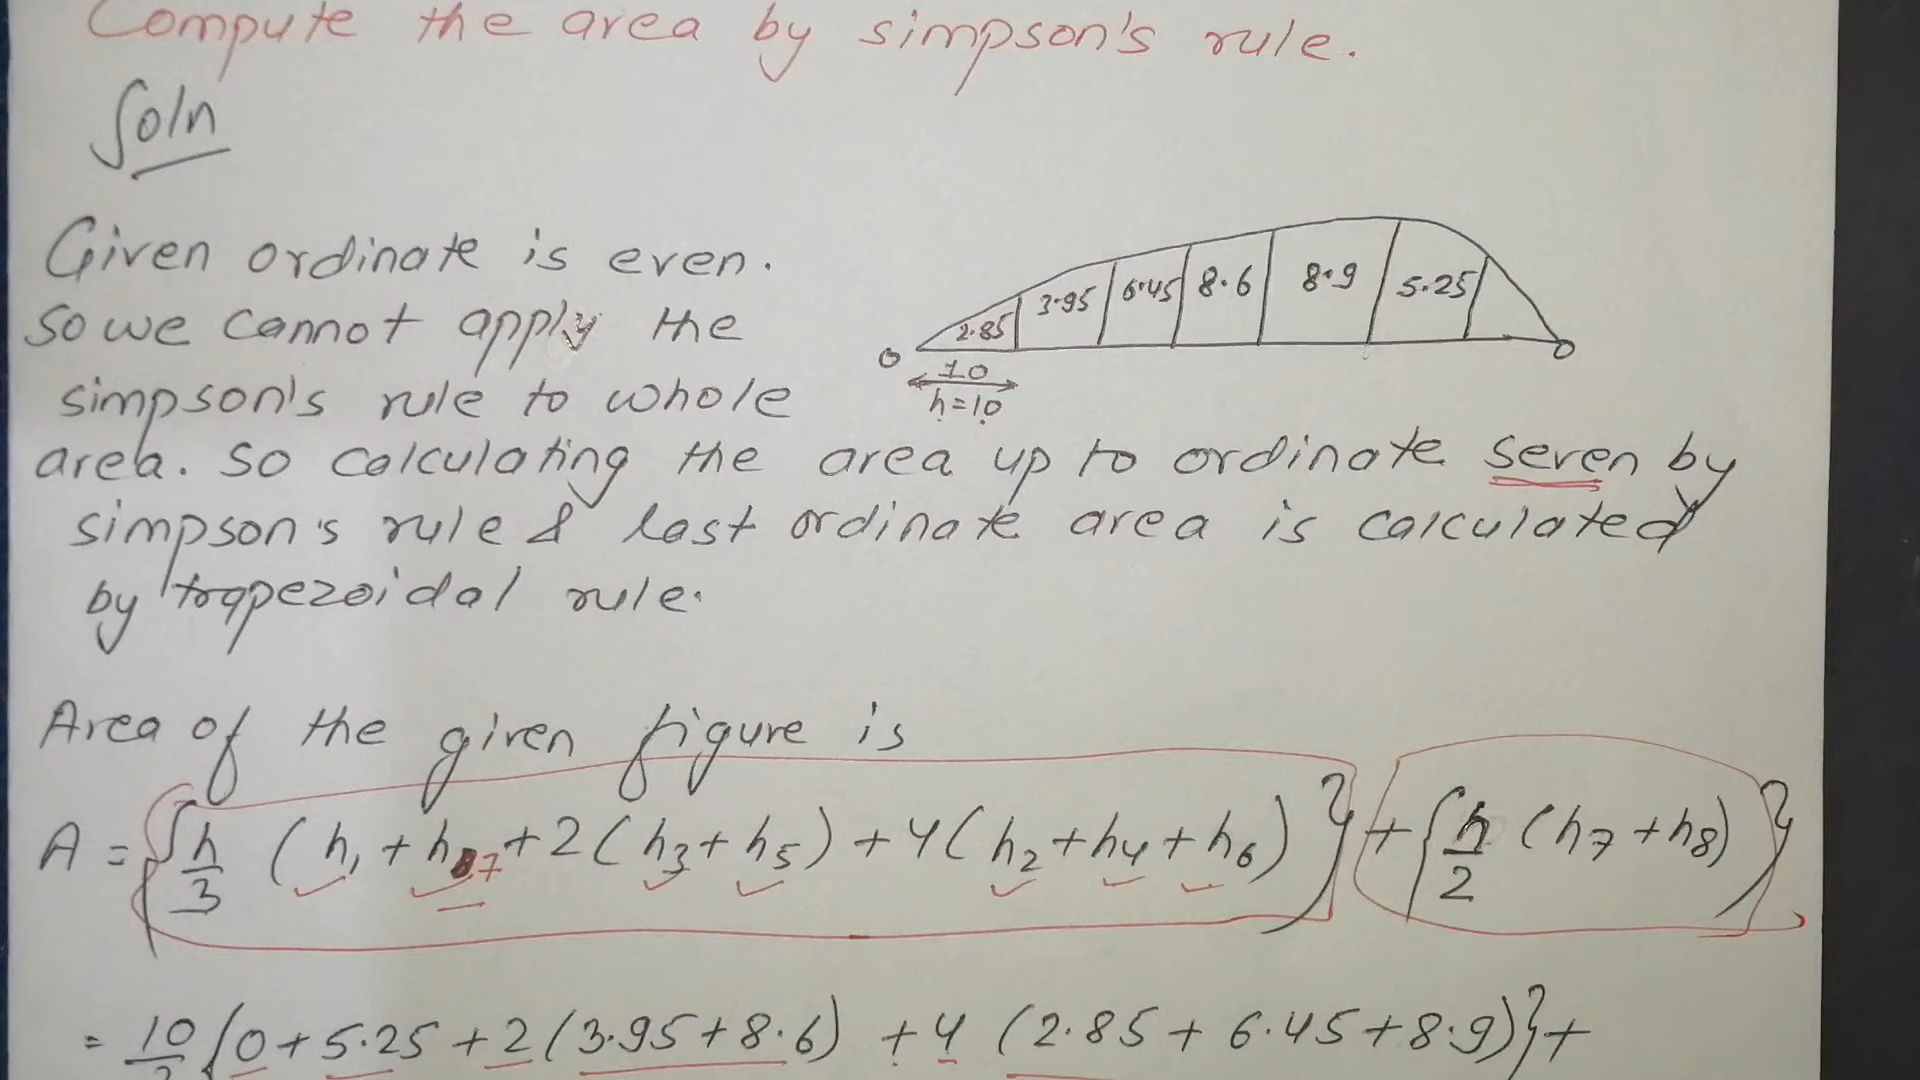 Compute the area by simpson's rule.
Soln
Given ordinate is even.
So we cannot apply the
simpson's rule to whole
area. So calculating the area up to ordinate seven by
simpson's rule & last ordinate area is calculated
by trapezoidal rule.
0 2.85 3.95 6.45 8.6 8.9 5.25 0
10
h=10
Area of the given figure is
A = {h/3 (h1 + h7 + 2(h3 + h5) + 4(h2 + h4 + h6)} + {h/2 (h7 + h8)}
= 10/3 {0 + 5.25 + 2(3.95 + 8.6) + 4 (2.85 + 6.45 + 8.9)} +